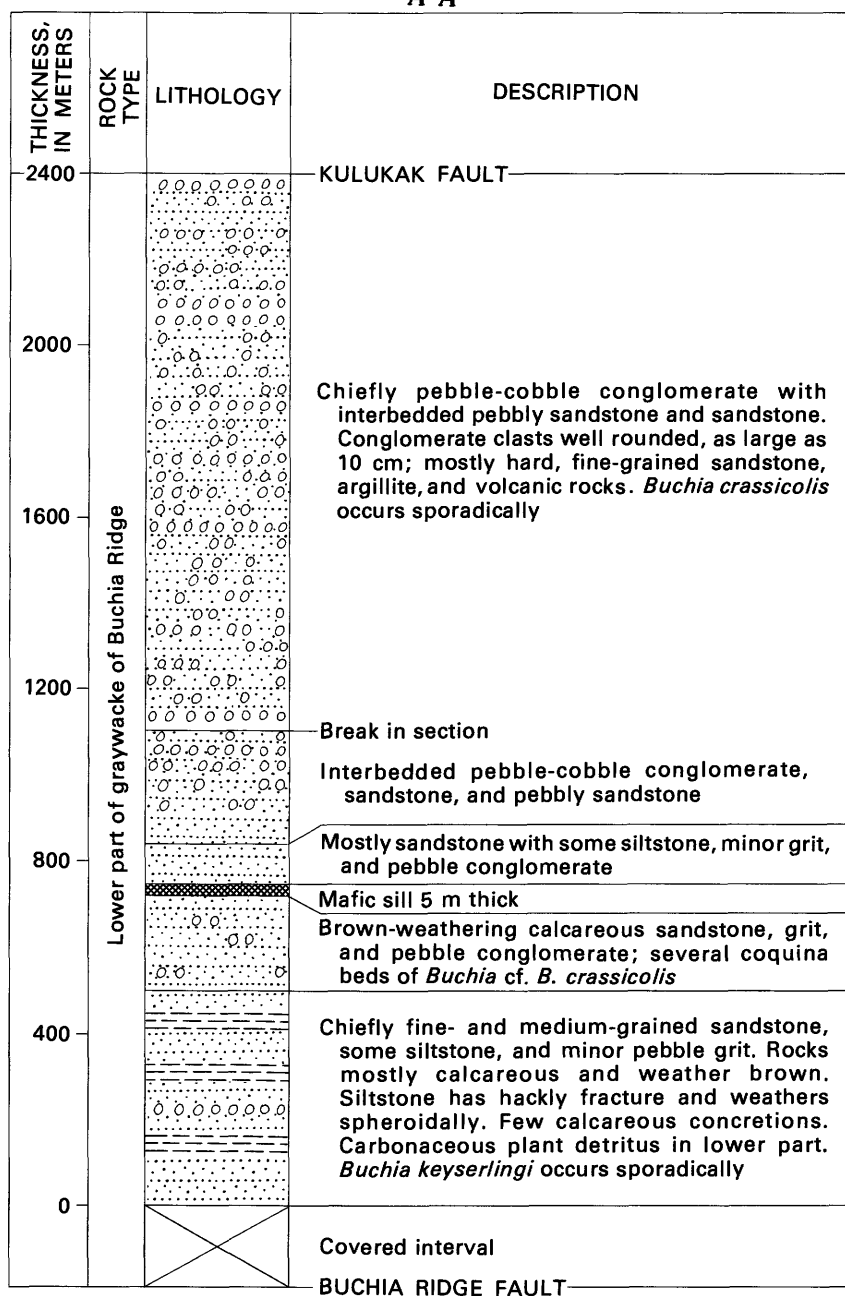 A-A'
THICKNESS,
IN METERS
ROCK
TYPE
LITHOLOGY
DESCRIPTION
2400
KULUKAK FAULT
2000
Chiefly pebble-cobble conglomerate with
interbedded pebbly sandstone and sandstone.
Conglomerate clasts well rounded, as large as
10 cm; mostly hard, fine-grained sandstone,
argillite, and volcanic rocks. Buchia crassicolis
occurs sporadically
1600
Lower part of graywacke of Buchia Ridge
1200
Break in section
Interbedded pebble-cobble conglomerate,
sandstone, and pebbly sandstone
800
Mostly sandstone with some siltstone, minor grit,
and pebble conglomerate
Mafic sill 5 m thick
Brown-weathering calcareous sandstone, grit,
and pebble conglomerate; several coquina
beds of Buchia cf. B. crassicolis
400
Chiefly fine- and medium-grained sandstone,
some siltstone, and minor pebble grit. Rocks
mostly calcareous and weather brown.
Siltstone has hackly fracture and weathers
spheroidally. Few calcareous concretions.
Carbonaceous plant detritus in lower part.
Buchia keyserlingi occurs sporadically
0
Covered interval
BUCHIA RIDGE FAULT